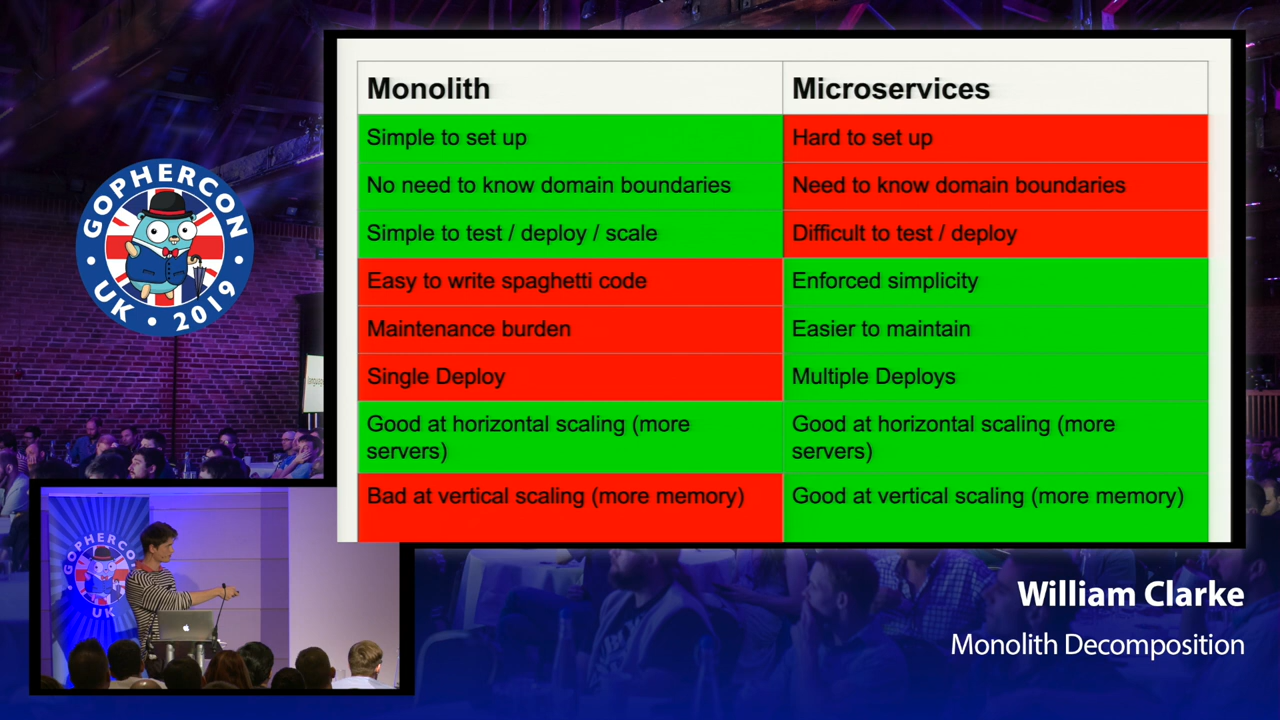 GOPHERCON
UK • 2019
Monolith
Microservices
Simple to set up
Hard to set up
No need to know domain boundaries
Need to know domain boundaries
Simple to test / deploy / scale
Difficult to test / deploy
Easy to write spaghetti code
Enforced simplicity
Maintenance burden
Easier to maintain
Single Deploy
Multiple Deploys
Good at horizontal scaling (more
servers)
Good at horizontal scaling (more
servers)
Bad at vertical scaling (more memory)
Good at vertical scaling (more memory)
GOPHERCON
UK
William Clarke
Monolith Decomposition